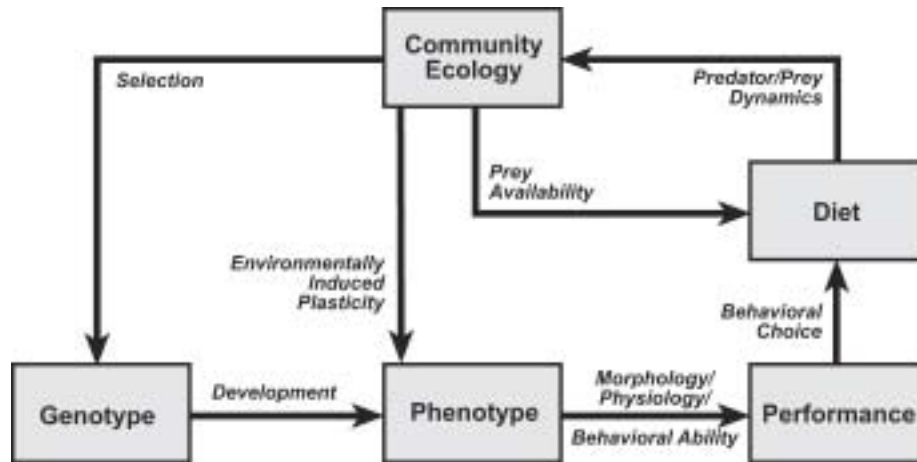 Community
Ecology
Selection
Predator/Prey
Dynamics
Prey
Availability
Diet
Environmentally
Induced
Plasticity
Behavioral
Choice
Genotype
Development
Phenotype
Morphology/
Physiology/
Behavioral Ability
Performance